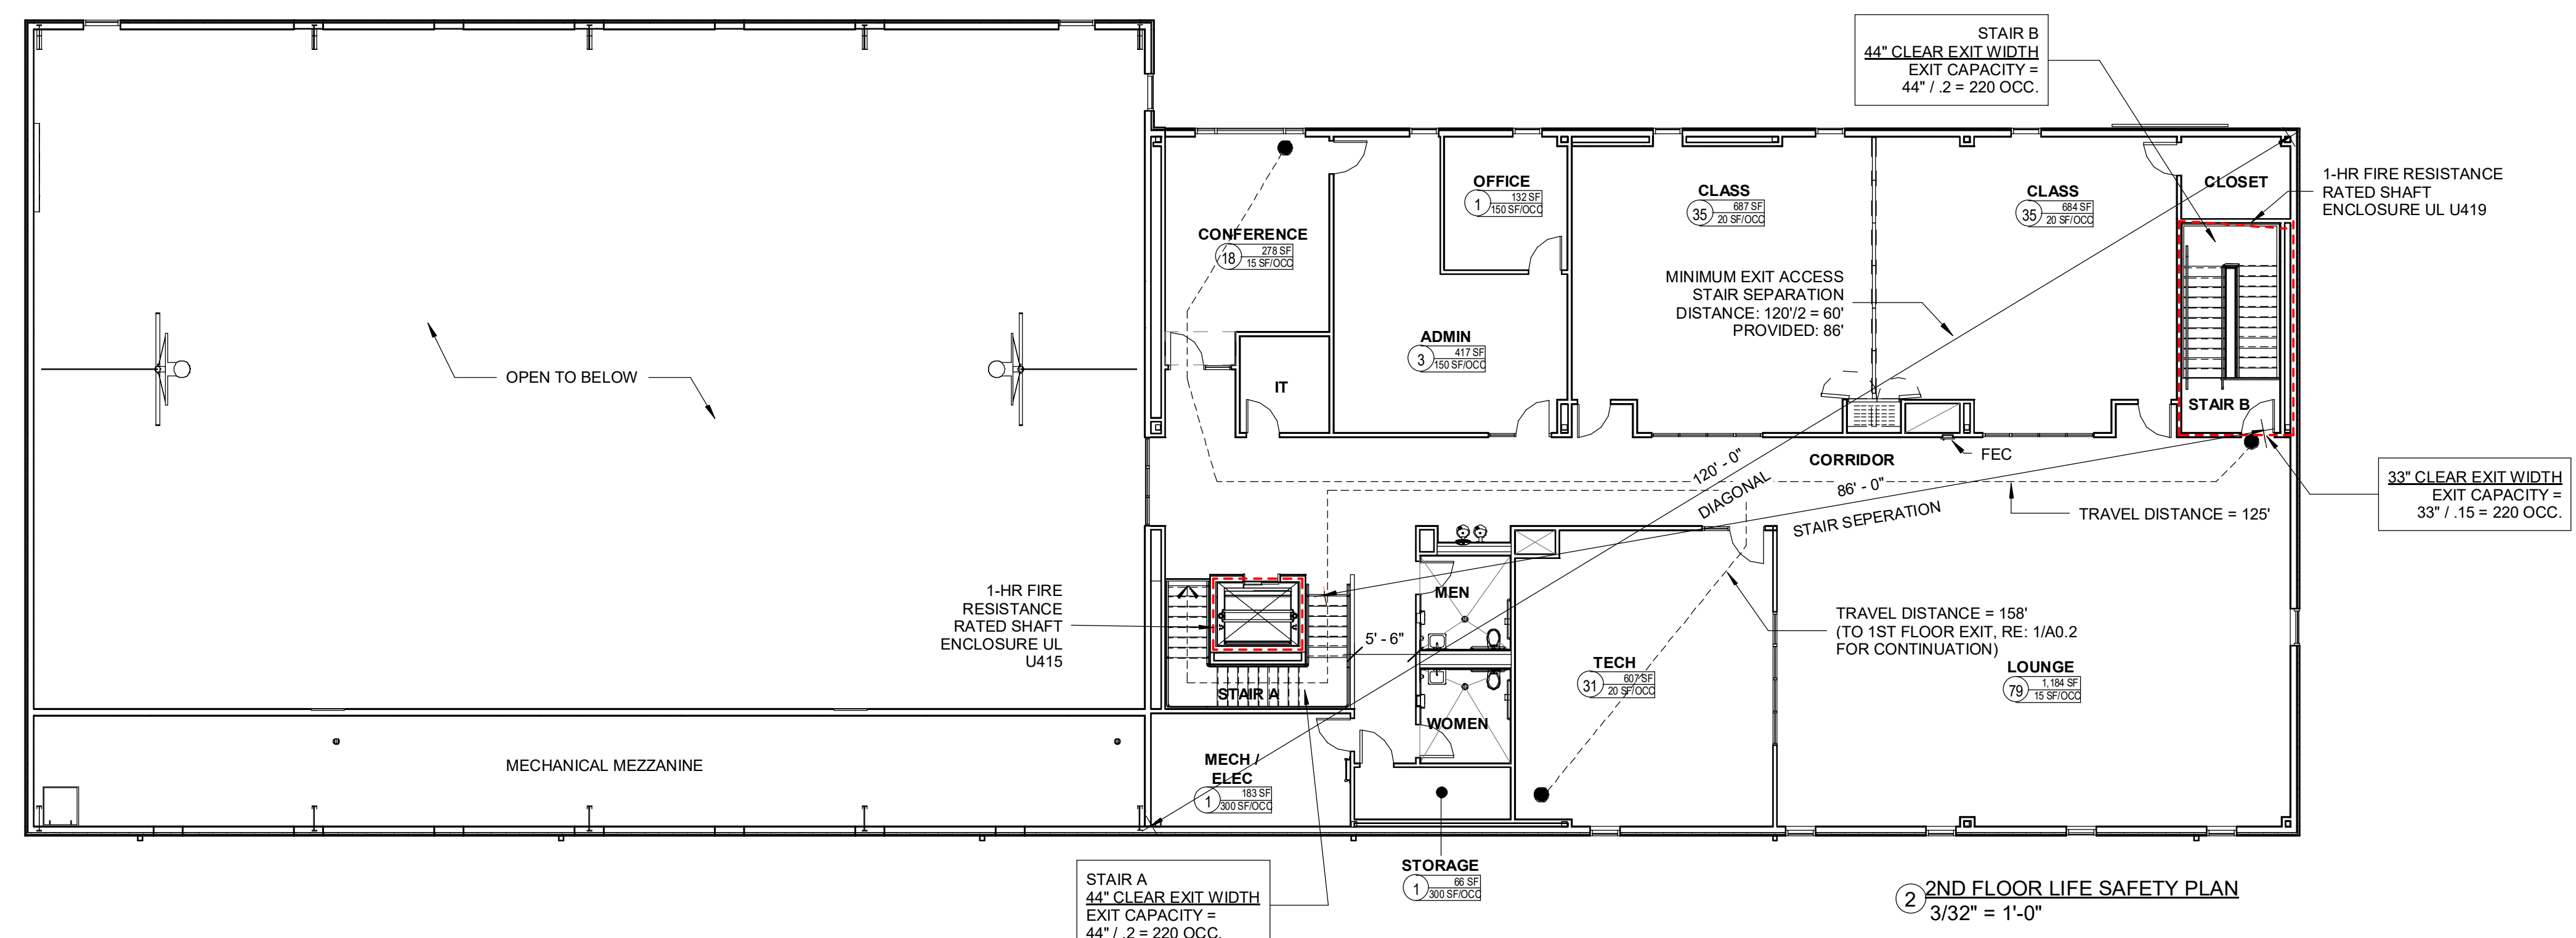 STAIR B
44" CLEAR EXIT WIDTH
EXIT CAPACITY =
44" / .2 = 220 OCC.
1-HR FIRE RESISTANCE
RATED SHAFT
ENCLOSURE UL U419
CLOSET
OFFICE
1
132 SF
150 SF/OCC
CLASS
35
687 SF
20 SF/OCC
CLASS
35
684 SF
20 SF/OCC
CONFERENCE
18
278 SF
15 SF/OCC
MINIMUM EXIT ACCESS
STAIR SEPARATION
DISTANCE: 120'/2 = 60'
PROVIDED: 86'
ADMIN
3
417 SF
150 SF/OCC
OPEN TO BELOW
IT
STAIR B
FEC
CORRIDOR
120' - 0"
DIAGONAL
86' - 0"
STAIR SEPERATION
TRAVEL DISTANCE = 125'
33" CLEAR EXIT WIDTH
EXIT CAPACITY =
33" / .15 = 220 OCC.
1-HR FIRE
RESISTANCE
RATED SHAFT
ENCLOSURE UL
U415
MEN
5' - 6"
TRAVEL DISTANCE = 158'
(TO 1ST FLOOR EXIT, RE: 1/A0.2
FOR CONTINUATION)
TECH
31
607 SF
20 SF/OCC
LOUNGE
79
1,184 SF
15 SF/OCC
STAIR A
WOMEN
MECHANICAL MEZZANINE
MECH /
ELEC
1
183 SF
300 SF/OCC
STORAGE
1
66 SF
300 SF/OCC
STAIR A
44" CLEAR EXIT WIDTH
EXIT CAPACITY =
44" / .2 = 220 OCC.
2
2ND FLOOR LIFE SAFETY PLAN
3/32" = 1'-0"